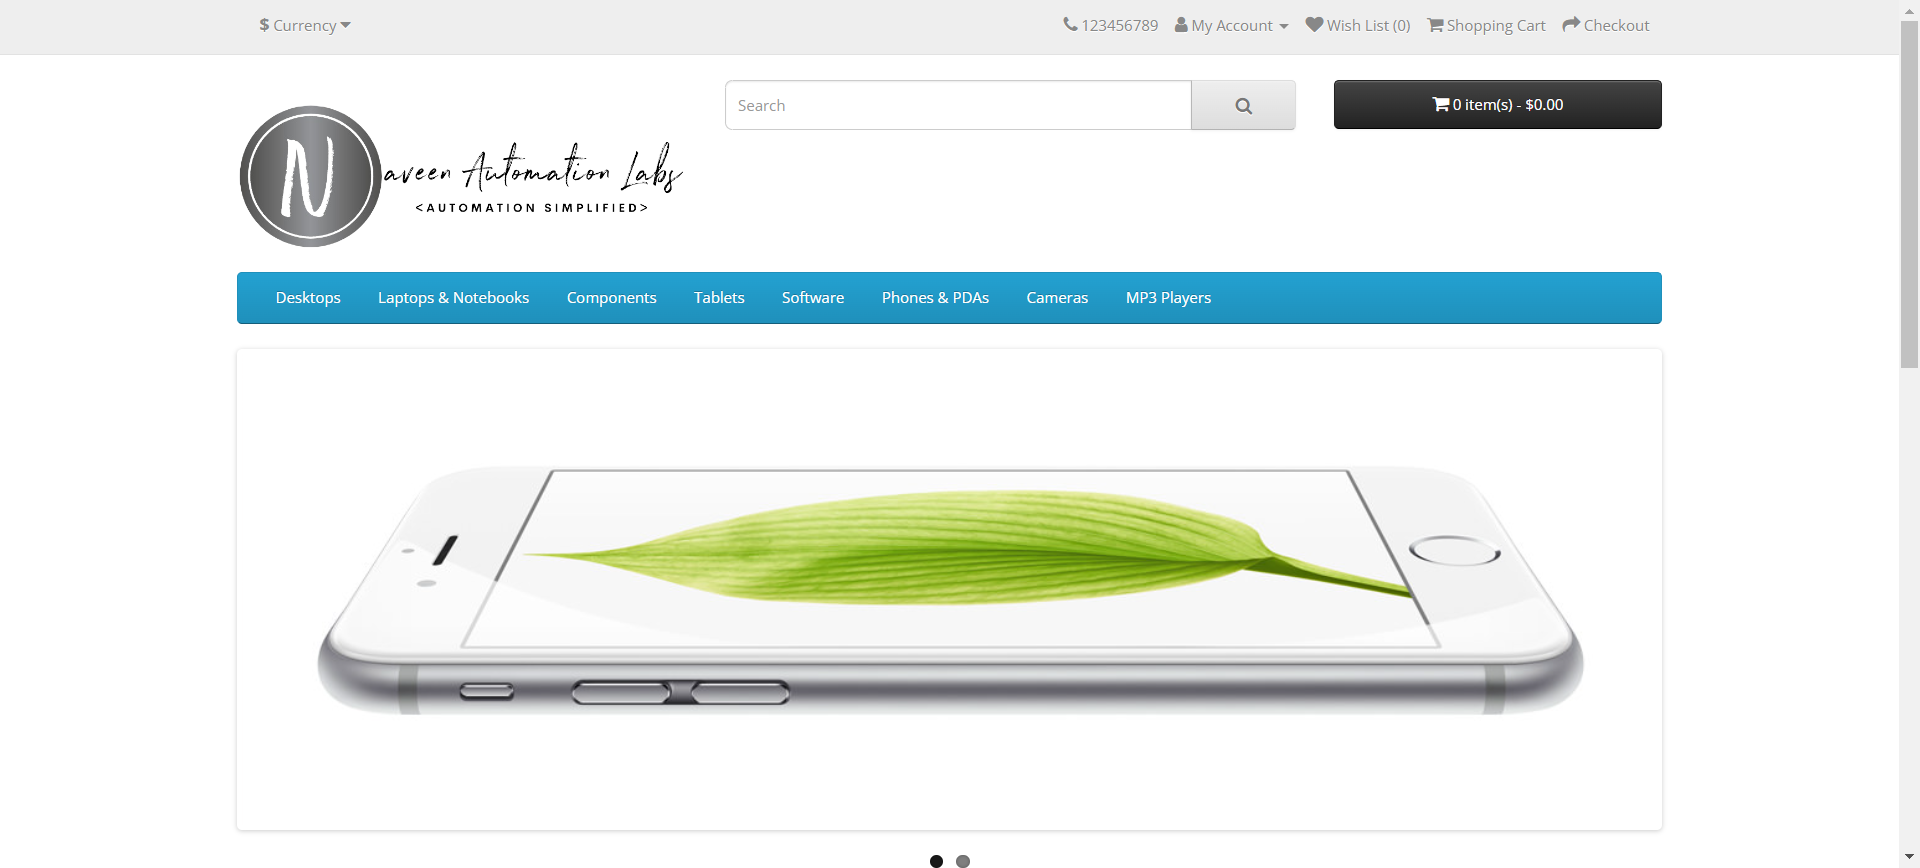 $ Currency
123456789 My Account Wish List (0) Shopping Cart Checkout
Search
0 item(s) - $0.00
N
aveen Automation Labs
<AUTOMATION SIMPLIFIED>
Desktops Laptops & Notebooks Components Tablets Software Phones & PDAs Cameras MP3 Players